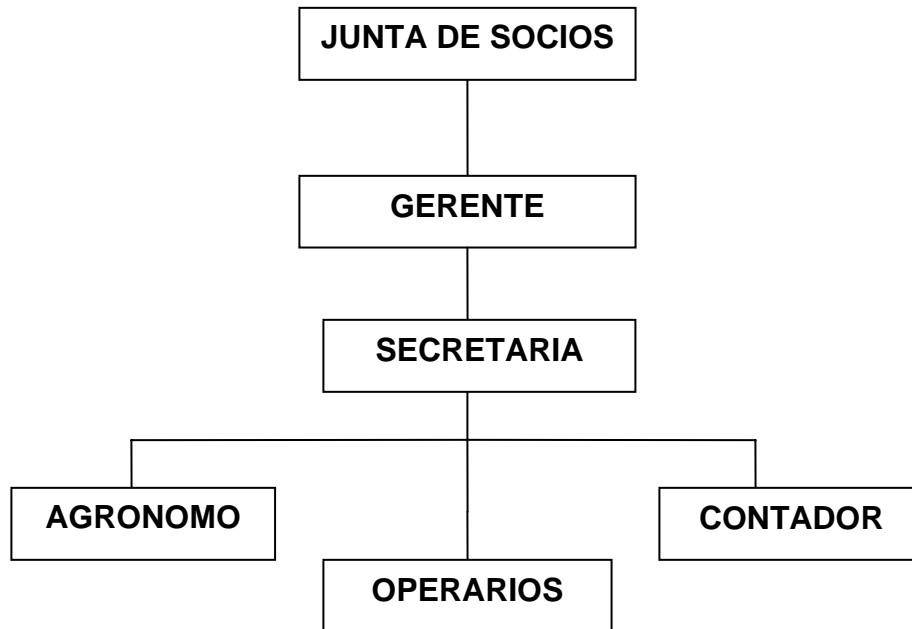 JUNTA DE SOCIOS
GERENTE
SECRETARIA
AGRONOMO
CONTADOR
OPERARIOS